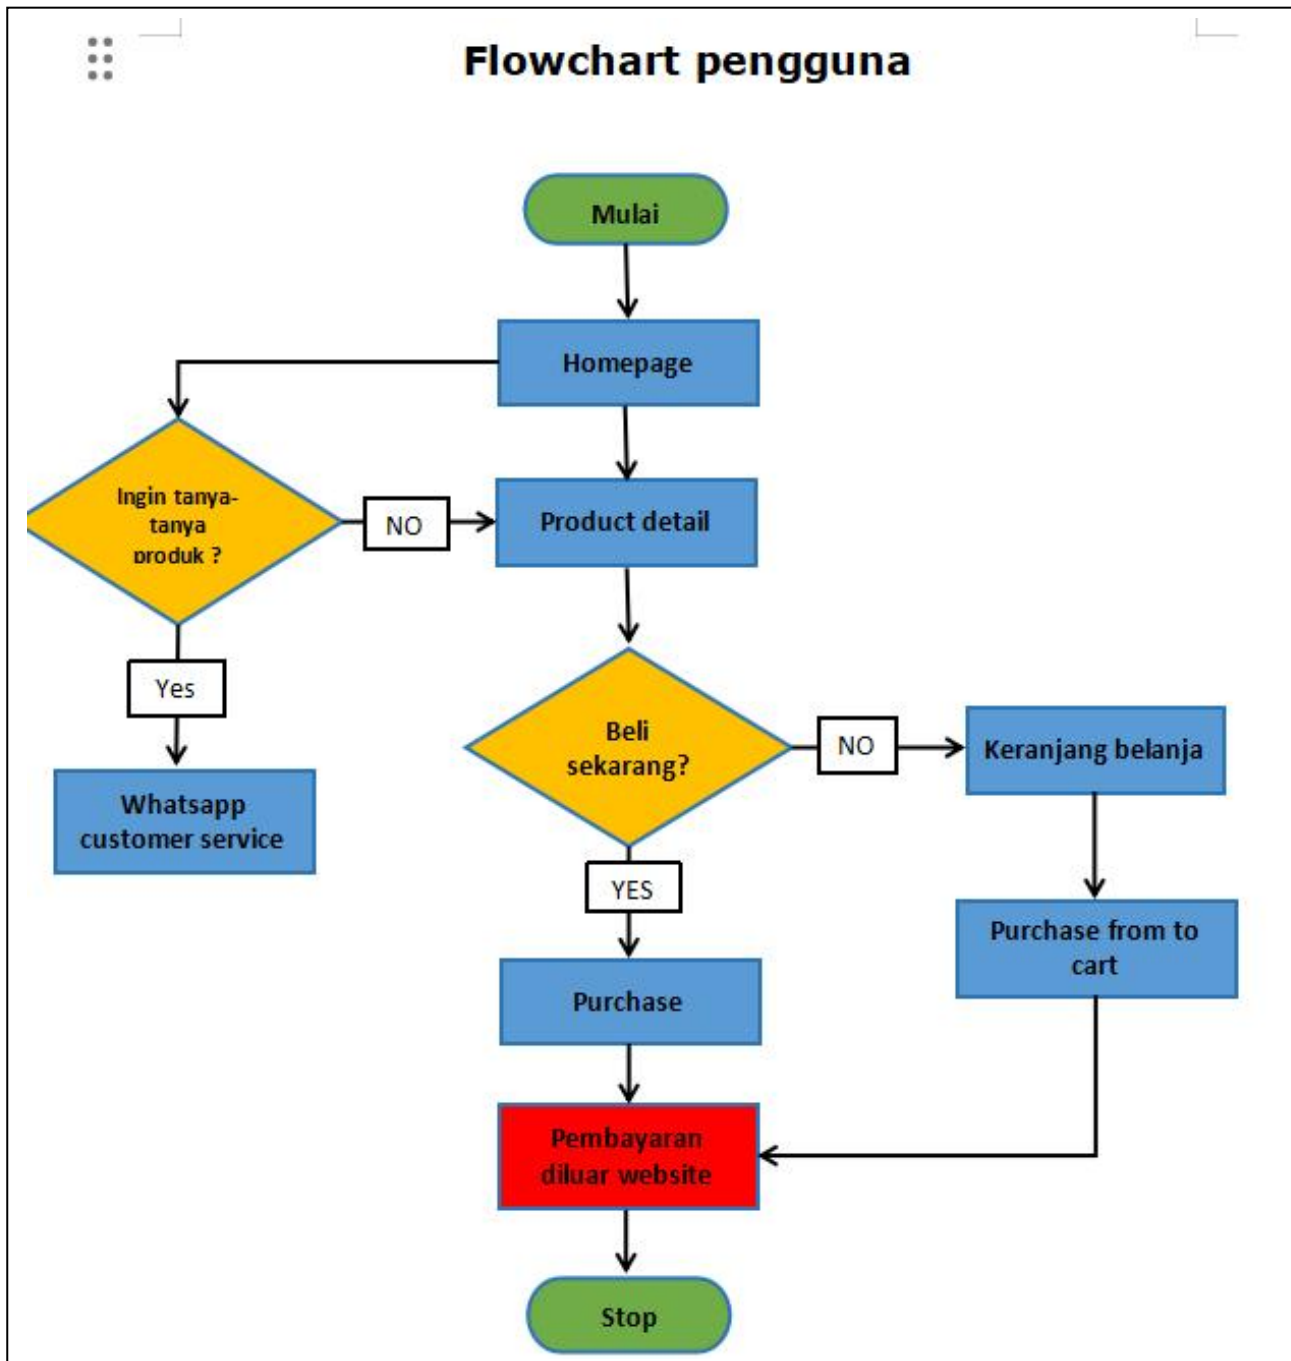 Flowchart pengguna
Mulai
Homepage
Ingin tanya-
tanya
produk ?
NO
Product detail
Yes
Whatsapp
customer service
Beli
sekarang?
NO
Keranjang belanja
YES
Purchase from to
cart
Purchase
Pembayaran
diluar website
Stop